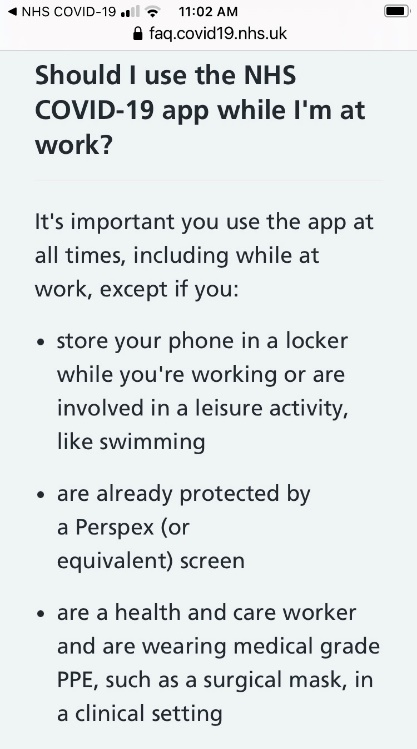 ◀ NHS COVID-19 11:02 AM
faq.covid19.nhs.uk
Should I use the NHS
COVID-19 app while I'm at
work?
It's important you use the app at
all times, including while at
work, except if you:
• store your phone in a locker
while you're working or are
involved in a leisure activity,
like swimming
• are already protected by
a Perspex (or
equivalent) screen
• are a health and care worker
and are wearing medical grade
PPE, such as a surgical mask, in
a clinical setting